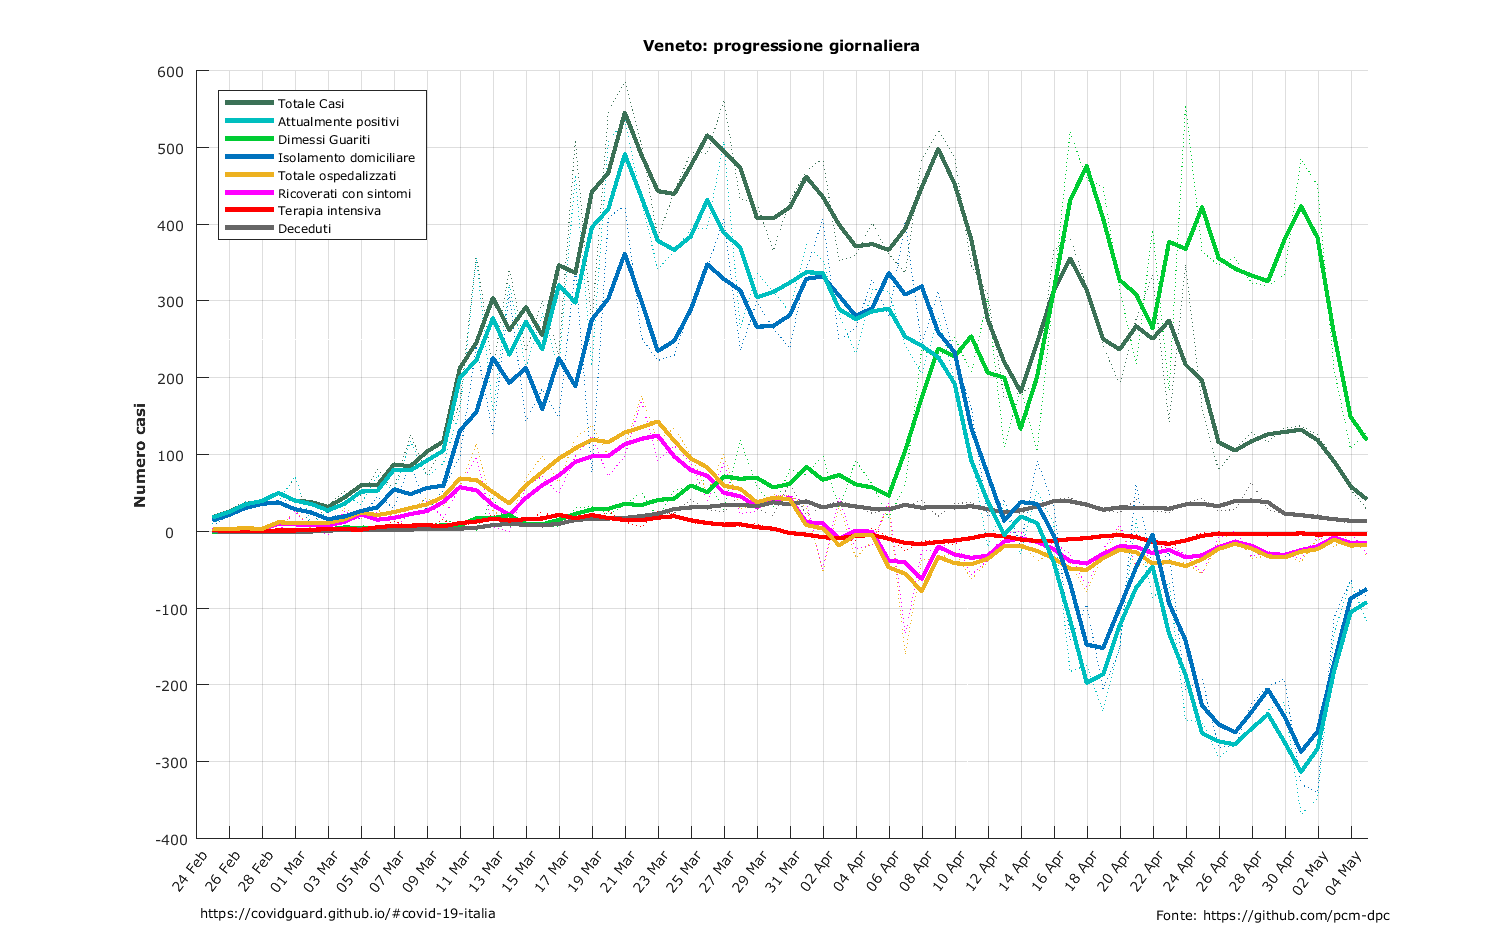 Veneto: progressione giornaliera
600
500
400
300
200
100
0
-100
-200
-300
-400
Numero casi
Totale Casi
Attualmente positivi
Dimessi Guariti
Isolamento domiciliare
Totale ospedalizzati
Ricoverati con sintomi
Terapia intensiva
Deceduti
24 Feb
26 Feb
28 Feb
01 Mar
03 Mar
05 Mar
07 Mar
09 Mar
11 Mar
13 Mar
15 Mar
17 Mar
19 Mar
21 Mar
23 Mar
25 Mar
27 Mar
29 Mar
31 Mar
02 Apr
04 Apr
06 Apr
08 Apr
10 Apr
12 Apr
14 Apr
16 Apr
18 Apr
20 Apr
22 Apr
24 Apr
26 Apr
28 Apr
30 Apr
02 May
04 May
https://covidguard.github.io/#covid-19-italia
Fonte: https://github.com/pcm-dpc